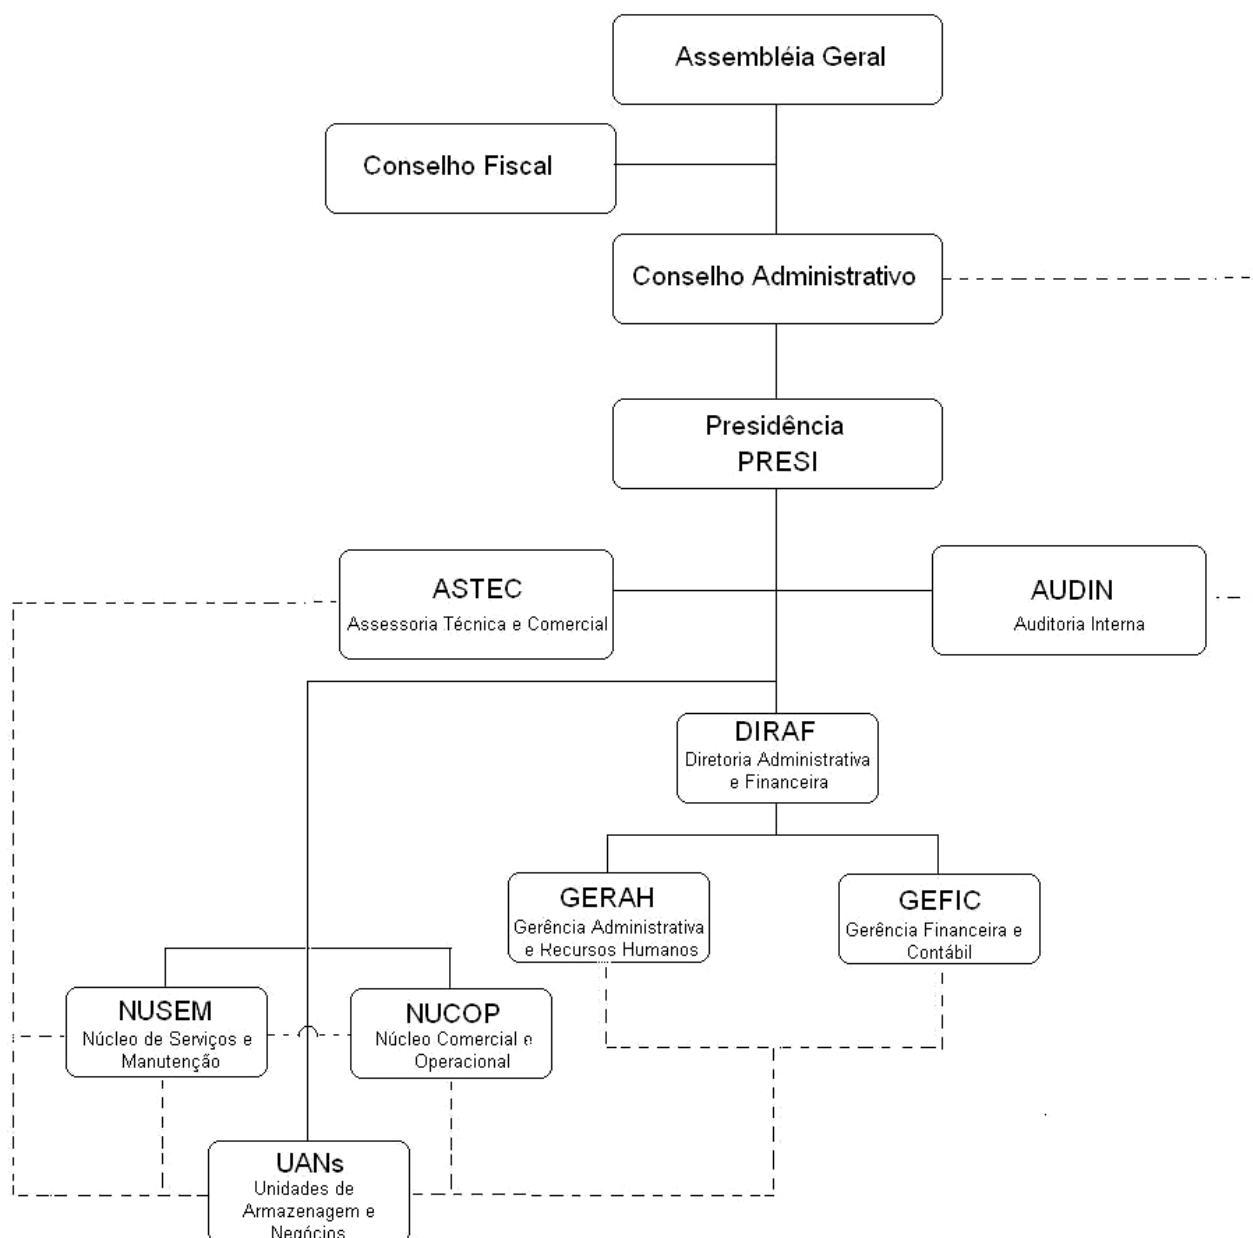 Assembléia Geral
Conselho Fiscal
Conselho Administrativo
Presidência
PRESI
ASTEC
Assessoria Técnica e Comercial
AUDIN
Auditoria Interna
DIRAF
Diretoria Administrativa
e Financeira
GERAH
Gerência Administrativa
e Recursos Humanos
GEFIC
Gerência Financeira e
Contábil
NUSEM
Núcleo de Serviços e
Manutenção
NUCOP
Núcleo Comercial e
Operacional
UANs
Unidades de
Armazenagem e
Negócios